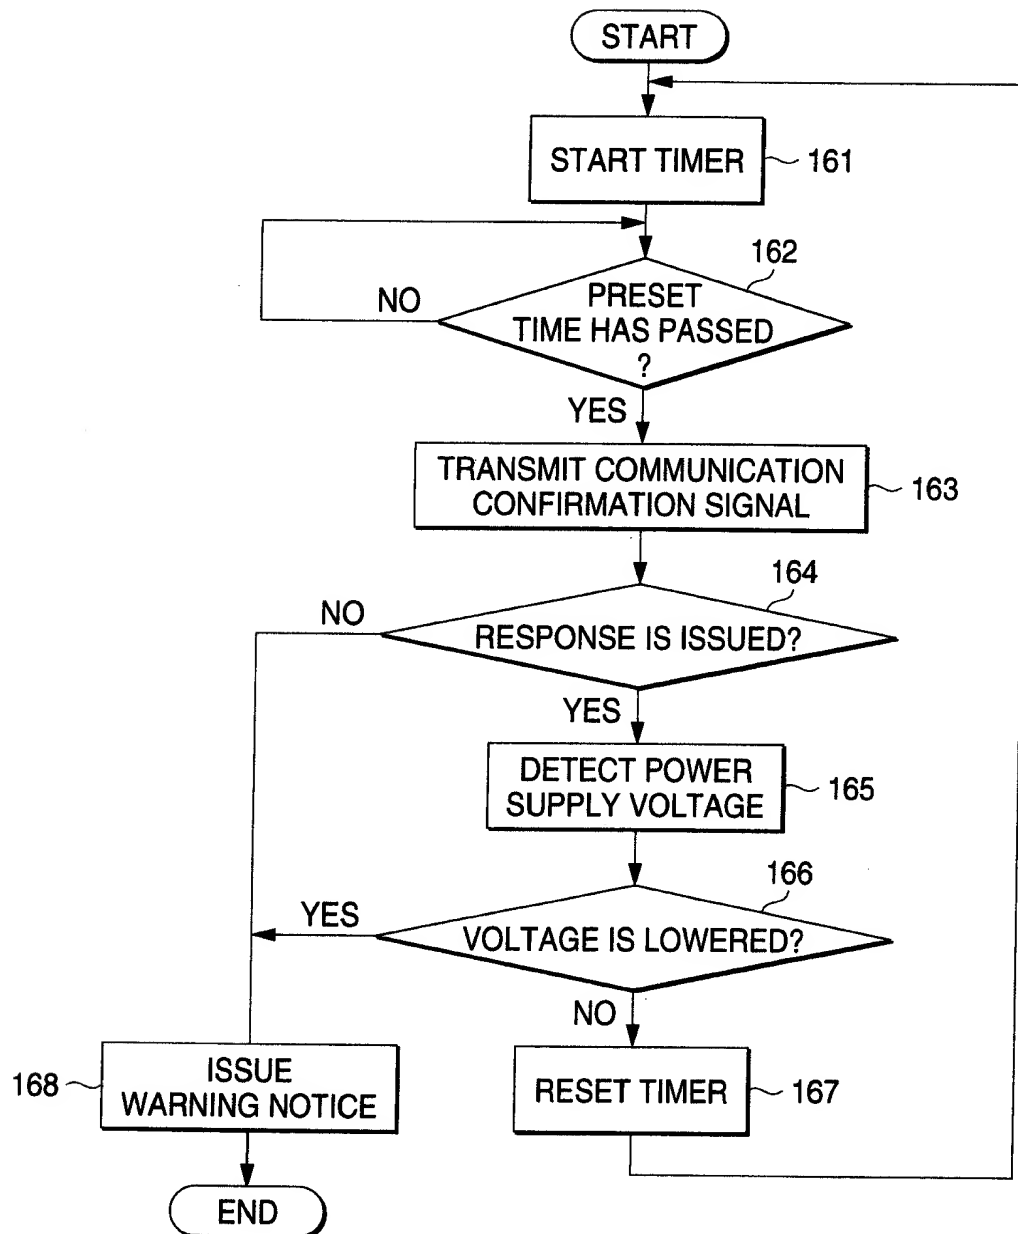 START
START TIMER
161
162
PRESET
TIME HAS PASSED
?
NO
YES
TRANSMIT COMMUNICATION
CONFIRMATION SIGNAL
163
164
NO
RESPONSE IS ISSUED?
YES
DETECT POWER
SUPPLY VOLTAGE
165
166
YES
VOLTAGE IS LOWERED?
NO
168
ISSUE
WARNING NOTICE
RESET TIMER
167
END